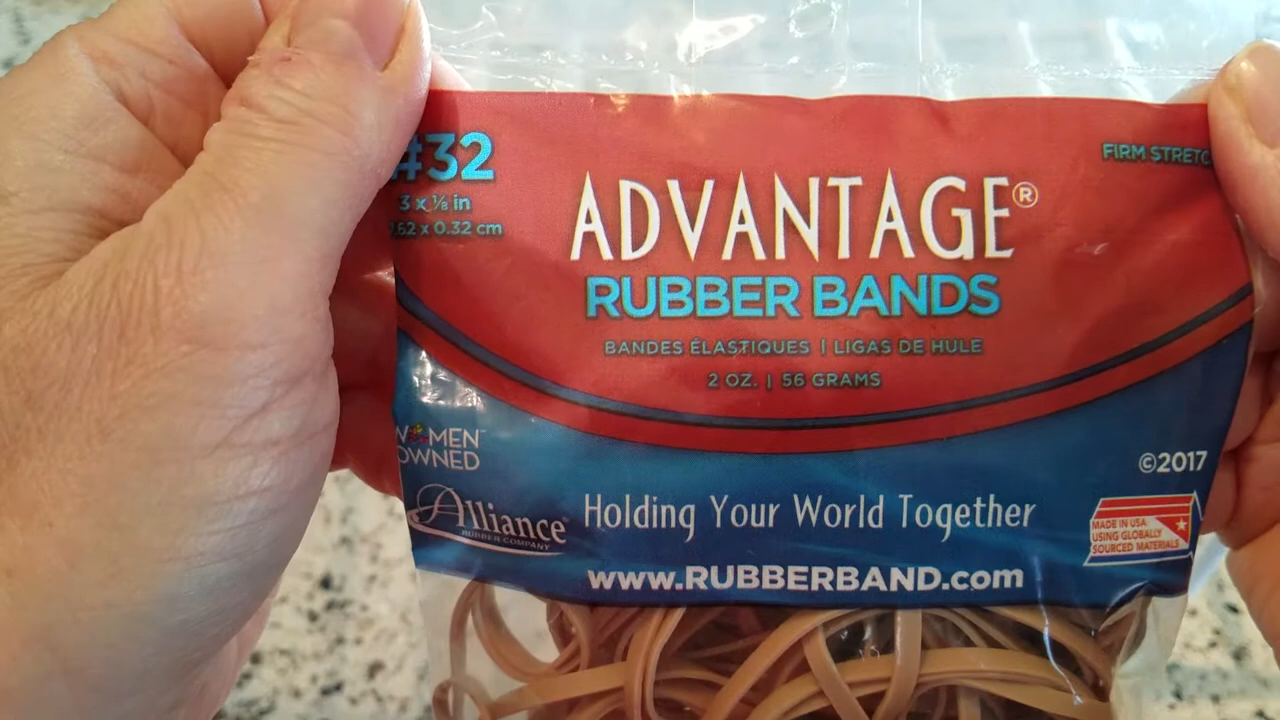 #32
3 x 1/8 in
7.62 x 0.32 cm
FIRM STRETC
ADVANTAGE®
RUBBER BANDS
BANDES ÉLASTIQUES | LIGAS DE HULE
2 OZ. | 56 GRAMS
WOMEN™
OWNED
Alliance®
RUBBER COMPANY
©2017
Holding Your World Together
MADE IN USA
USING GLOBALLY
SOURCED MATERIALS
www.RUBBERBAND.com